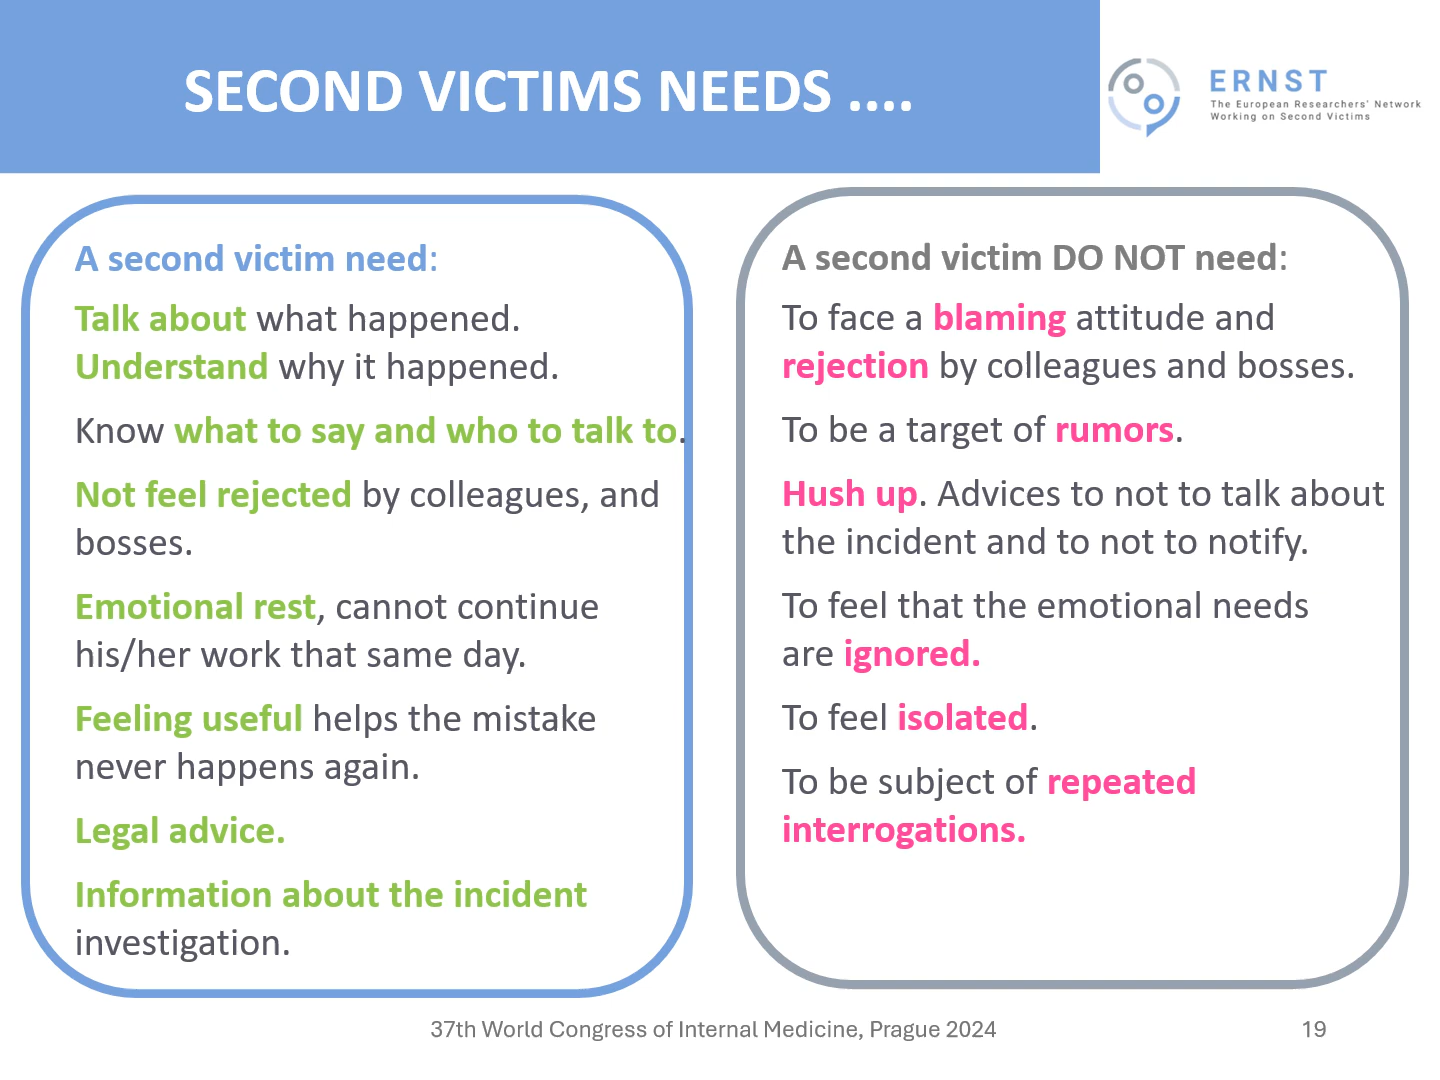 SECOND VICTIMS NEEDS ....
ERNST
The European Researchers' Network
Working on Second Victims
A second victim need:
Talk about what happened.
Understand why it happened.
Know what to say and who to talk to.
Not feel rejected by colleagues, and
bosses.
Emotional rest, cannot continue
his/her work that same day.
Feeling useful helps the mistake
never happens again.
Legal advice.
Information about the incident
investigation.
A second victim DO NOT need:
To face a blaming attitude and
rejection by colleagues and bosses.
To be a target of rumors.
Hush up. Advices to not to talk about
the incident and to not to notify.
To feel that the emotional needs
are ignored.
To feel isolated.
To be subject of repeated
interrogations.
37th World Congress of Internal Medicine, Prague 2024
19